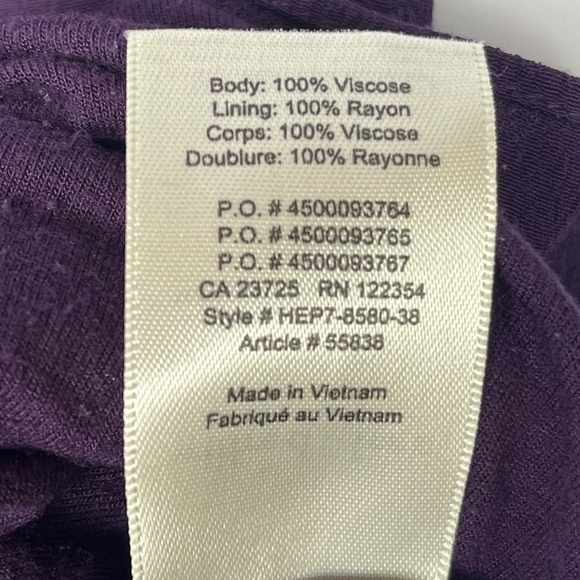 Body: 100% Viscose
Lining: 100% Rayon
Corps: 100% Viscose
Doublure: 100% Rayonne
P.O. # 4500093764
P.O. # 4500093765
P.O. # 4500093767
CA 23725 RN 122354
Style # HEP7-8580-38
Article # 55838
Made in Vietnam
Fabriqué au Vietnam